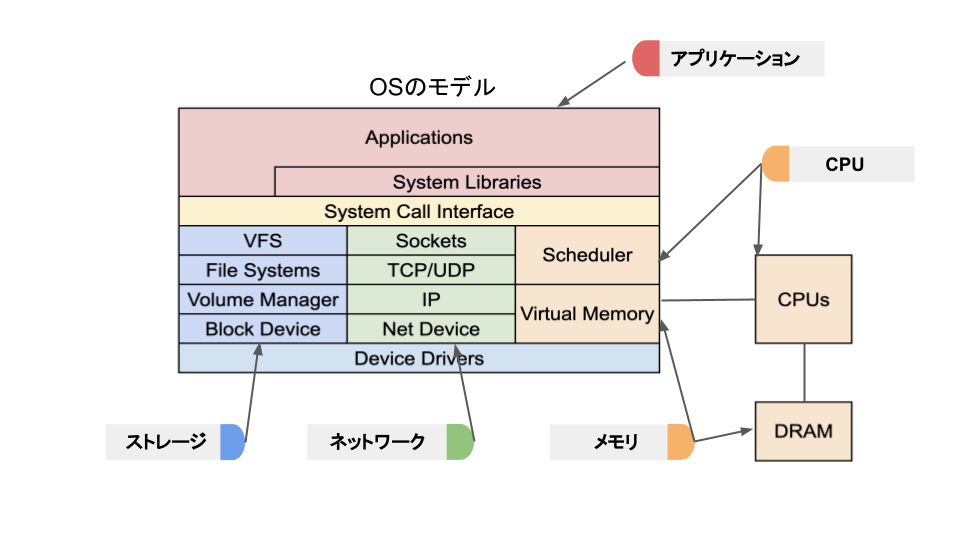 アプリケーション
OSのモデル
Applications
System Libraries
System Call Interface
VFS
Sockets
Scheduler
File Systems
TCP/UDP
Volume Manager
IP
Virtual Memory
Block Device
Net Device
Device Drivers
CPU
CPUs
DRAM
ストレージ
ネットワーク
メモリ